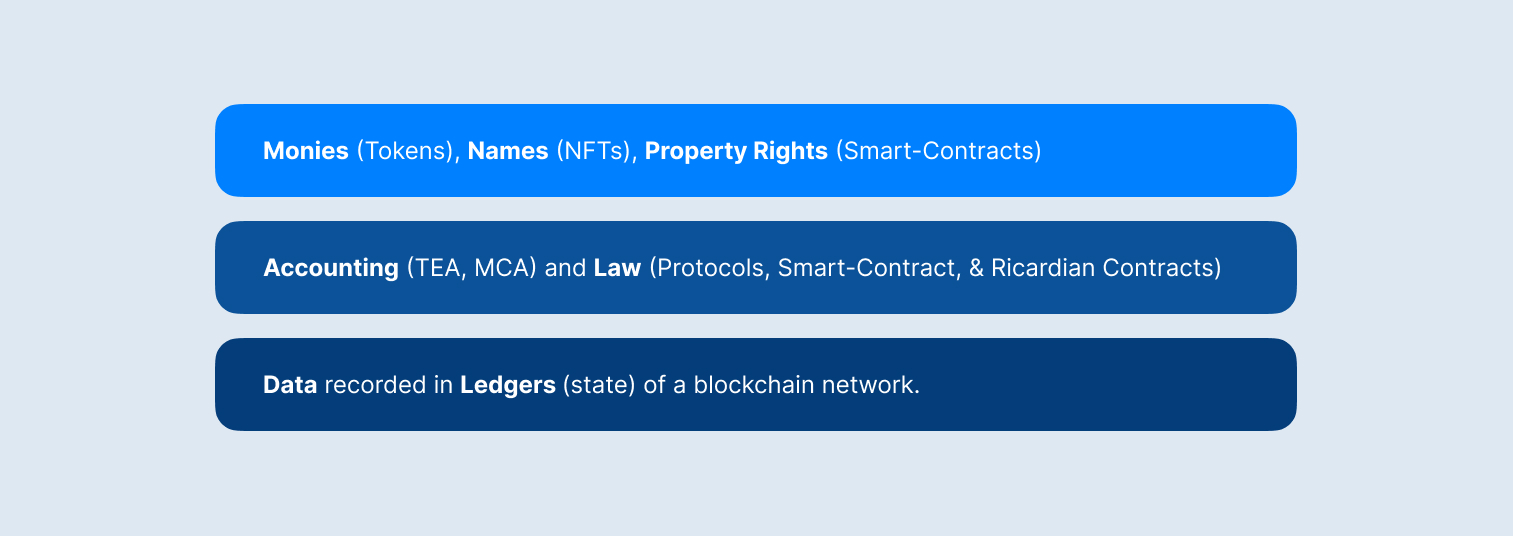 Monies (Tokens), Names (NFTs), Property Rights (Smart-Contracts)
Accounting (TEA, MCA) and Law (Protocols, Smart-Contract, & Ricardian Contracts)
Data recorded in Ledgers (state) of a blockchain network.